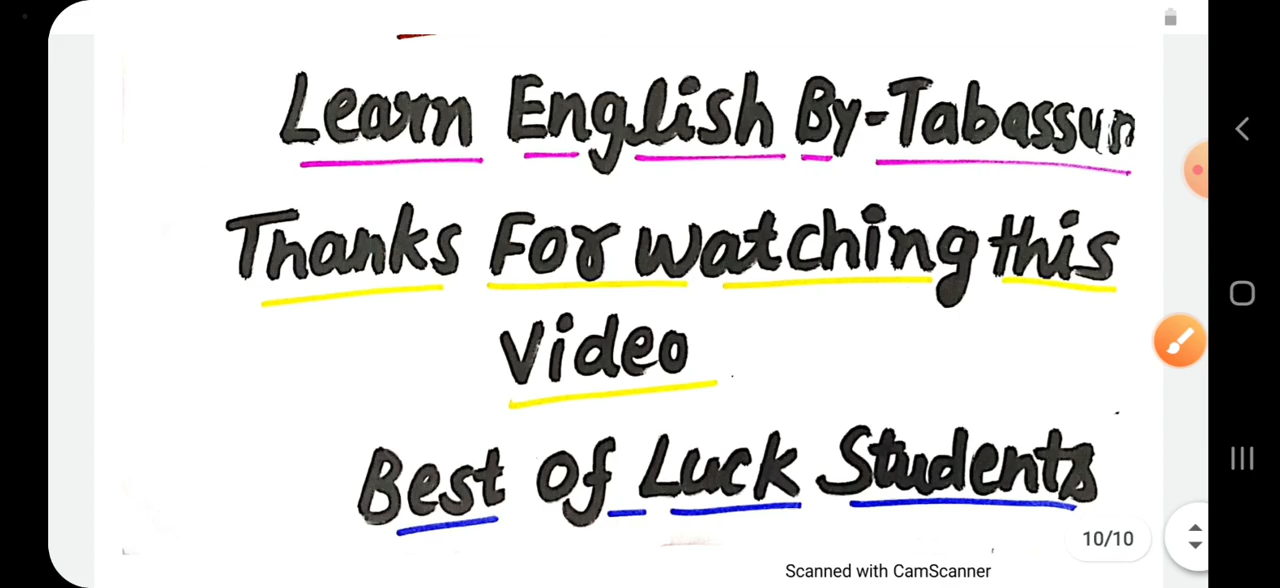 Learn English By-Tabassum
Thanks For watching this
Video
Best of Luck Students
10/10
Scanned with CamScanner